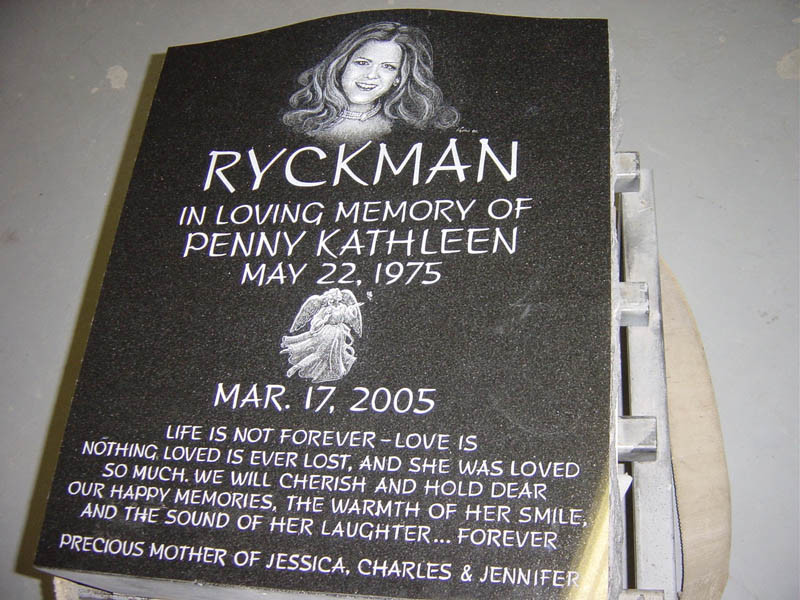 RYCKMAN
IN LOVING MEMORY OF
PENNY KATHLEEN
MAY 22, 1975
MAR. 17, 2005
LIFE IS NOT FOREVER – LOVE IS
NOTHING LOVED IS EVER LOST, AND SHE WAS LOVED
SO MUCH. WE WILL CHERISH AND HOLD DEAR
OUR HAPPY MEMORIES, THE WARMTH OF HER SMILE,
AND THE SOUND OF HER LAUGHTER... FOREVER
PRECIOUS MOTHER OF JESSICA, CHARLES & JENNIFER